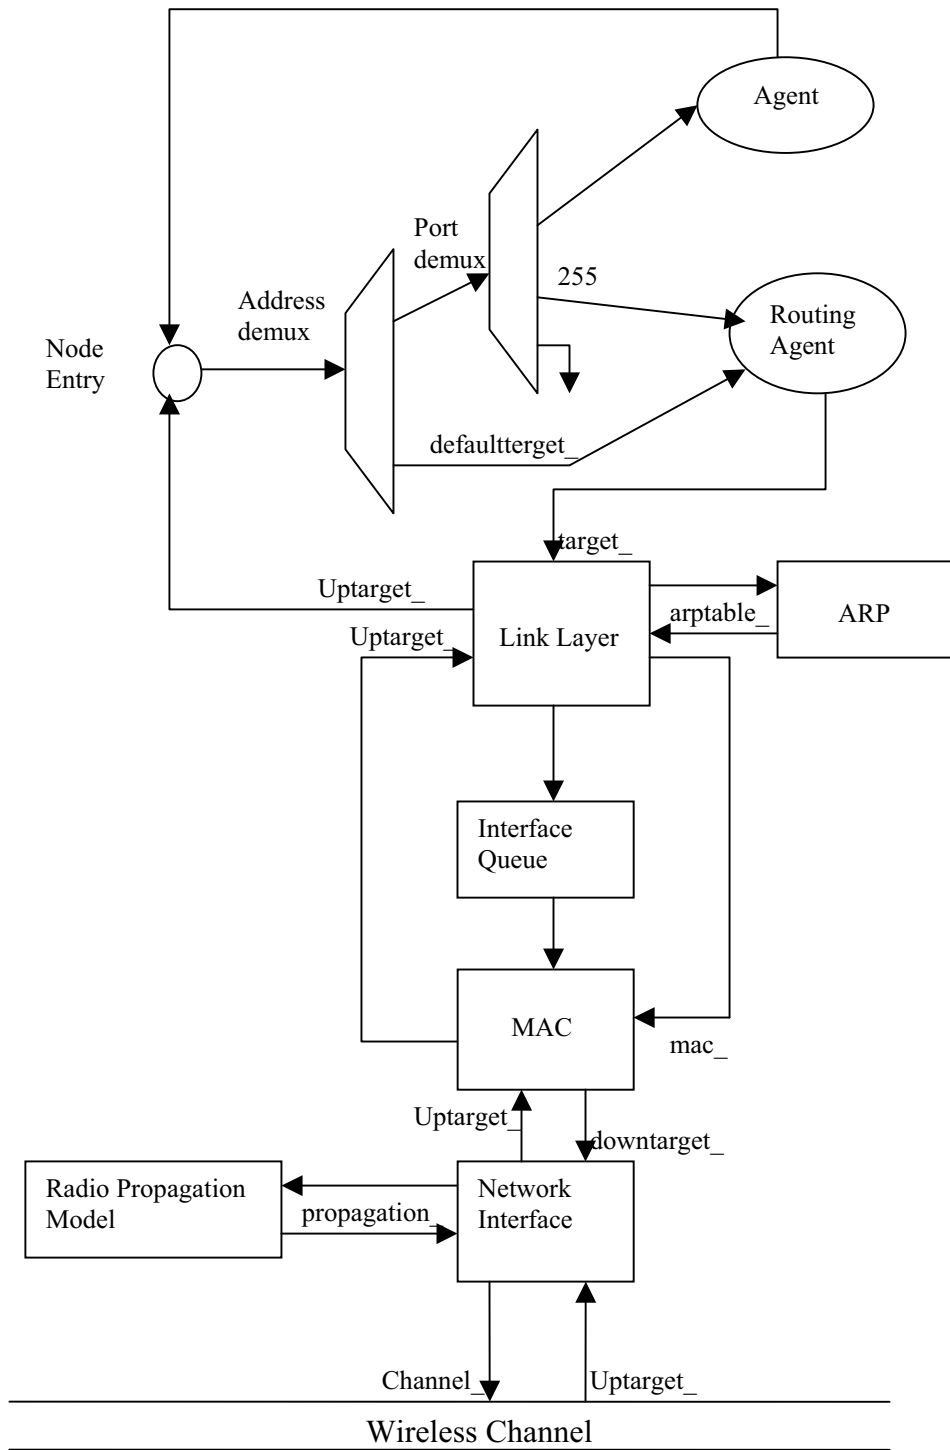 Agent
Port
demux
255
Address
demux
Routing
Agent
Node
Entry
defaultterget_
target_
Uptarget_
arptable_
ARP
Uptarget_
Link Layer
Interface
Queue
MAC
mac_
Uptarget_
downtarget_
Radio Propagation
Model
Network
Interface
propagation_
Channel_
Uptarget_
Wireless Channel